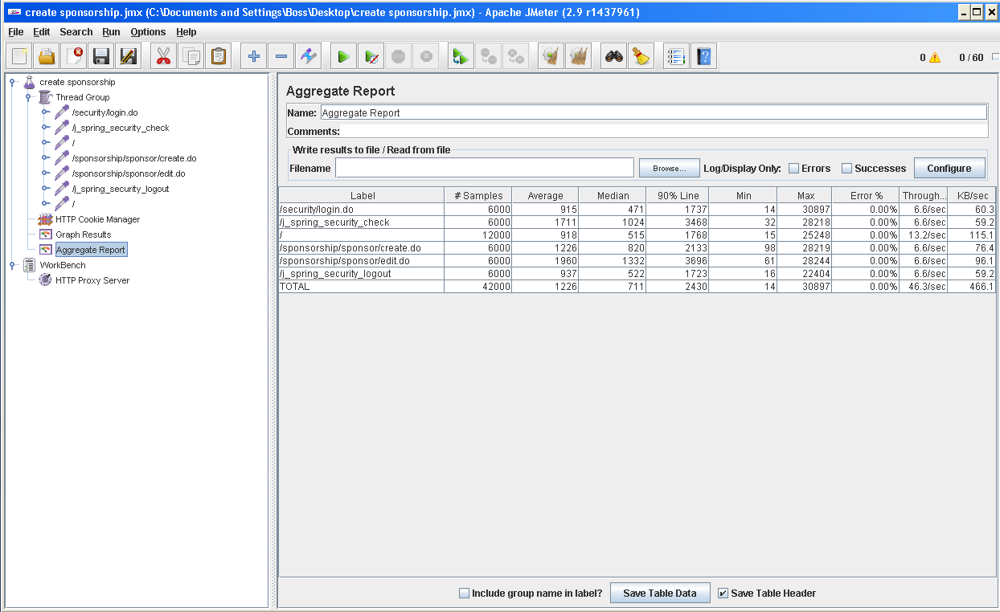 create sponsorship.jmx (C:\Documents and Settings\Boss\Desktop\create sponsorship.jmx) - Apache JMeter (2.9 r1437961)
File Edit Search Run Options Help
0 0 / 60
create sponsorship
Thread Group
/security/login.do
/j_spring_security_check
/
/sponsorship/sponsor/create.do
/sponsorship/sponsor/edit.do
/j_spring_security_logout
/
HTTP Cookie Manager
Graph Results
Aggregate Report
WorkBench
HTTP Proxy Server
Aggregate Report
Name: Aggregate Report
Comments:
Write results to file / Read from file
Filename Browse... Log/Display Only: Errors Successes Configure
Label # Samples Average Median 90% Line Min Max Error % Through... KB/sec
/security/login.do 6000 915 471 1737 14 30897 0.00% 6.6/sec 60.3
/j_spring_security_check 6000 1711 1024 3468 32 28218 0.00% 6.6/sec 59.2
/ 12000 918 515 1768 15 25248 0.00% 13.2/sec 115.1
/sponsorship/sponsor/create.do 6000 1226 820 2133 98 28219 0.00% 6.6/sec 76.4
/sponsorship/sponsor/edit.do 6000 1960 1332 3696 61 28244 0.00% 6.6/sec 96.1
/j_spring_security_logout 6000 937 522 1723 16 22404 0.00% 6.6/sec 59.2
TOTAL 42000 1226 711 2430 14 30897 0.00% 46.3/sec 466.1
Include group name in label? Save Table Data Save Table Header